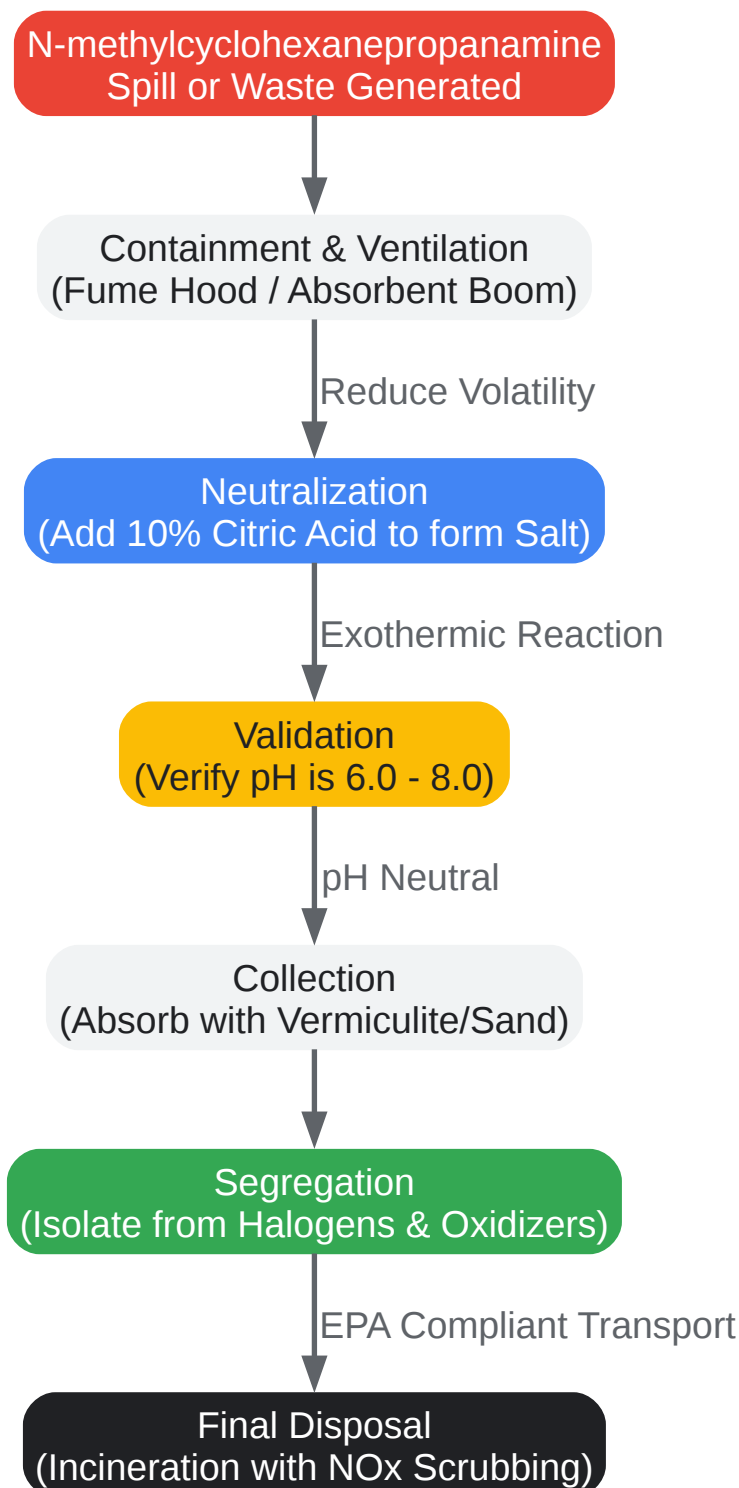 N-methylcyclohexanepropanamine
Spill or Waste Generated
Containment & Ventilation
(Fume Hood / Absorbent Boom)
Reduce Volatility
Neutralization
(Add 10% Citric Acid to form Salt)
Exothermic Reaction
Validation
(Verify pH is 6.0 - 8.0)
pH Neutral
Collection
(Absorb with Vermiculite/Sand)
Segregation
(Isolate from Halogens & Oxidizers)
EPA Compliant Transport
Final Disposal
(Incineration with NOx Scrubbing)